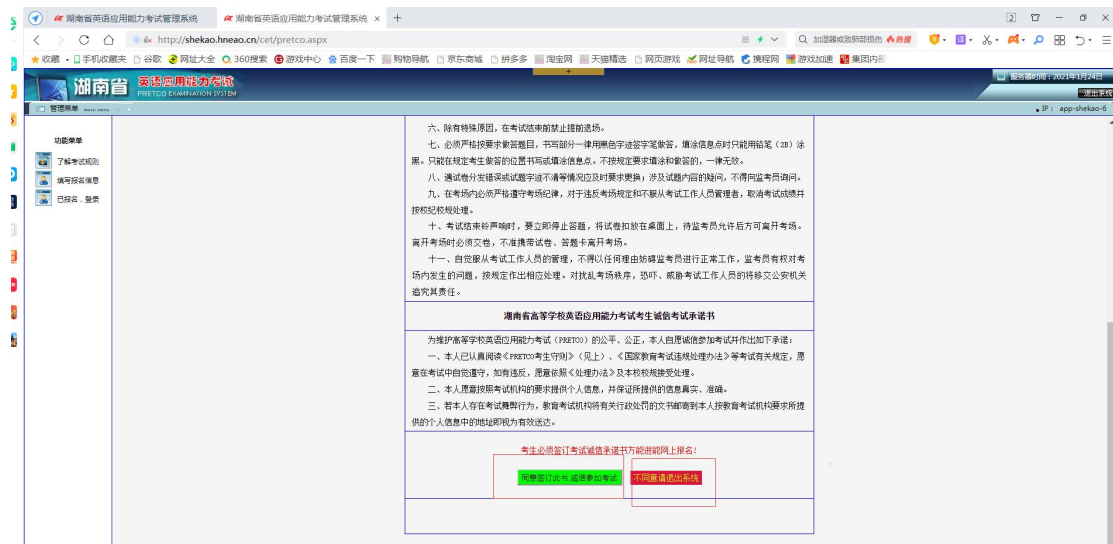 湖南省英语应用能力考试管理系统
湖南省英语应用能力考试管理系统 × +
2
http://shekao.hneao.cn/cet/pretco.aspx
加湿器或致肺部损伤 热搜
收藏 手机收藏夹 谷歌 网址大全 360搜索 游戏中心 百度一下 购物导航 京东商城 拼多多 淘宝网 天猫精选 网页游戏 网址导航 携程网 游戏加速 集团内部
湖南省 英语应用能力考试
PRETCO EXAMINATION SYSTEM
服务器时间：2021年1月24日
退出系统
管理菜单
IP： app-shekao-6
功能菜单
了解考试规则
填写报名信息
已报名，登录
六、除有特殊原因，在考试结束前禁止提前退场。
七、必须严格按要求做答题目，书写部分一律用黑色字迹签字笔做答，填涂信息点时只能用铅笔（2B）涂
黑。只能在规定考生做答的位置书写或填涂信息点。不按规定要求填涂和做答的，一律无效。
八、遇试卷分发错误或试题字迹不清等情况应及时要求更换；涉及试题内容的疑问，不得向监考员询问。
九、在考场内必须严格遵守考场纪律，对于违反考场规定和不服从考试工作人员管理者，取消考试成绩并
按校纪校规处理。
十、考试结束铃声响时，要立即停止答题，将试卷扣放在桌面上，待监考员允许后方可离开考场。
离开考场时必须交卷，不准携带试卷、答题卡离开考场。
十一、自觉服从考试工作人员的管理，不得以任何理由妨碍监考员进行正常工作，监考员有权对考
场内发生的问题，按规定作出相应处理。对扰乱考场秩序，恐吓、威胁考试工作人员的将移交公安机关
追究其责任。
湖南省高等学校英语应用能力考试考生诚信考试承诺书
为维护高等学校英语应用能力考试（PRETCO）的公平、公正，本人自愿诚信参加考试并作出如下承诺：
一、本人已认真阅读《PRETCO考生守则》（见上）、《国家教育考试违规处理办法》等考试有关规定，愿
意在考试中自觉遵守，如有违反，愿意依照《处理办法》及本校校规接受处理。
二、本人愿意按照考试机构的要求提供个人信息，并保证所提供的信息真实、准确。
三、若本人存在考试舞弊行为，教育考试机构将有关行政处罚的文书邮寄到本人按教育考试机构要求所提
供的个人信息中的地址即视为有效送达。
考生必须签订考试诚信承诺书方能进能网上报名！
同意签订此书,诚信参加考试 不同意请退出系统